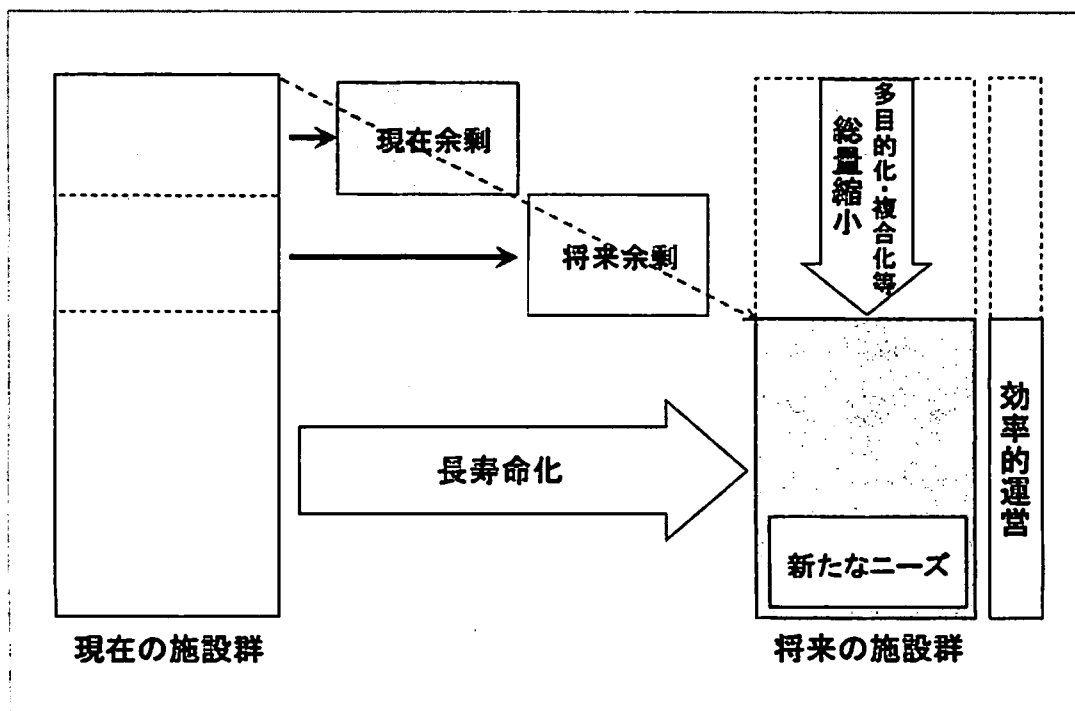 現在余剰
将来余剰
総量縮小
多目的化・複合化等
長寿命化
新たなニーズ
効率的運営
現在の施設群
将来の施設群